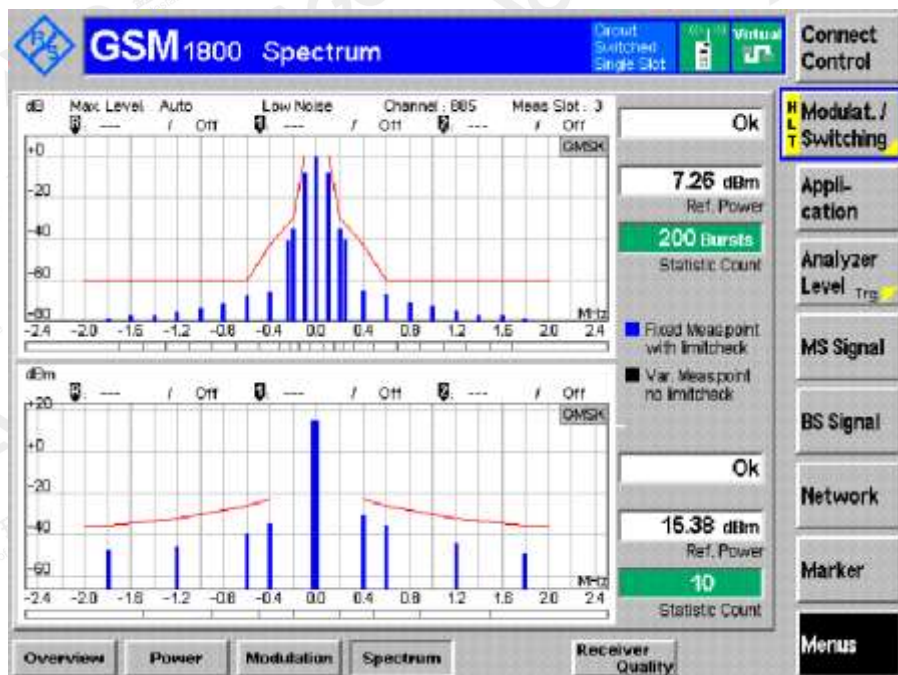 GSM 1800 Spectrum
Circuit Switched Single Slot
Virtual
Connect Control
dB Max. Level: Auto Low Noise Channel : 885 Meas Slot : 3
--- / Off --- / Off --- / Off
GMSK
+0
-20
-40
-60
-80
MHz
-2.4 -2.0 -1.6 -1.2 -0.8 -0.4 0.0 0.4 0.8 1.2 1.6 2.0 2.4
Ok
7.26 dBm
Ref. Power
200 Bursts
Statistic Count
Fixed Meas.point with limitcheck
Var. Meas.point no limitcheck
dBm
--- / Off --- / Off --- / Off
GMSK
+20
+0
-20
-40
-60
MHz
-2.4 -2.0 -1.6 -1.2 -0.8 -0.4 0.0 0.4 0.8 1.2 1.6 2.0 2.4
Ok
15.38 dBm
Ref. Power
10
Statistic Count
HLT
Modulat. / Switching
Appli-
cation
Analyzer Level Trg
MS Signal
BS Signal
Network
Marker
Menus
Overview
Power
Modulation
Spectrum
Receiver Quality